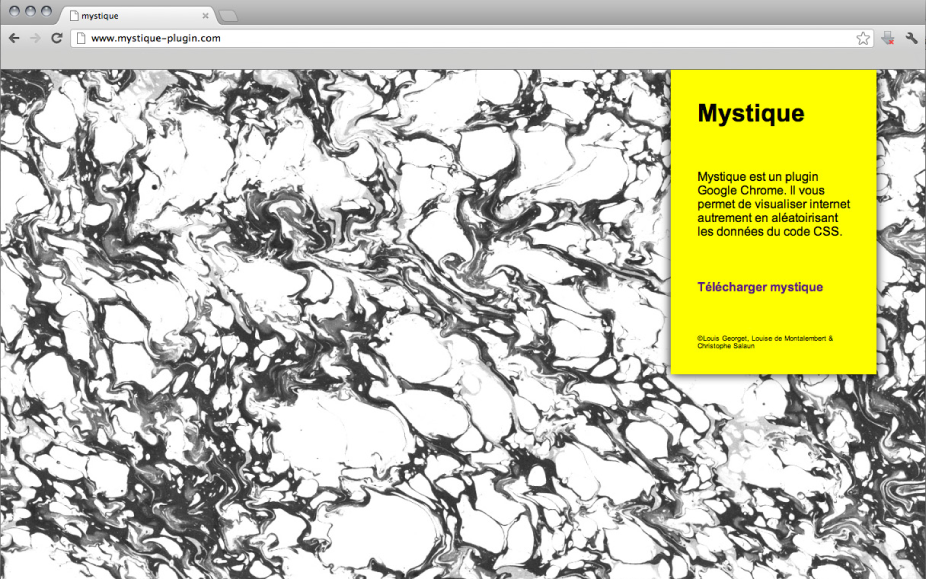 mystique
www.mystique-plugin.com
Mystique
Mystique est un plugin
Google Chrome. Il vous
permet de visualiser internet
autrement en aléatoirisant
les données du code CSS.
Télécharger mystique
©Louis Georget, Louise de Montalembert &
Christophe Salaun